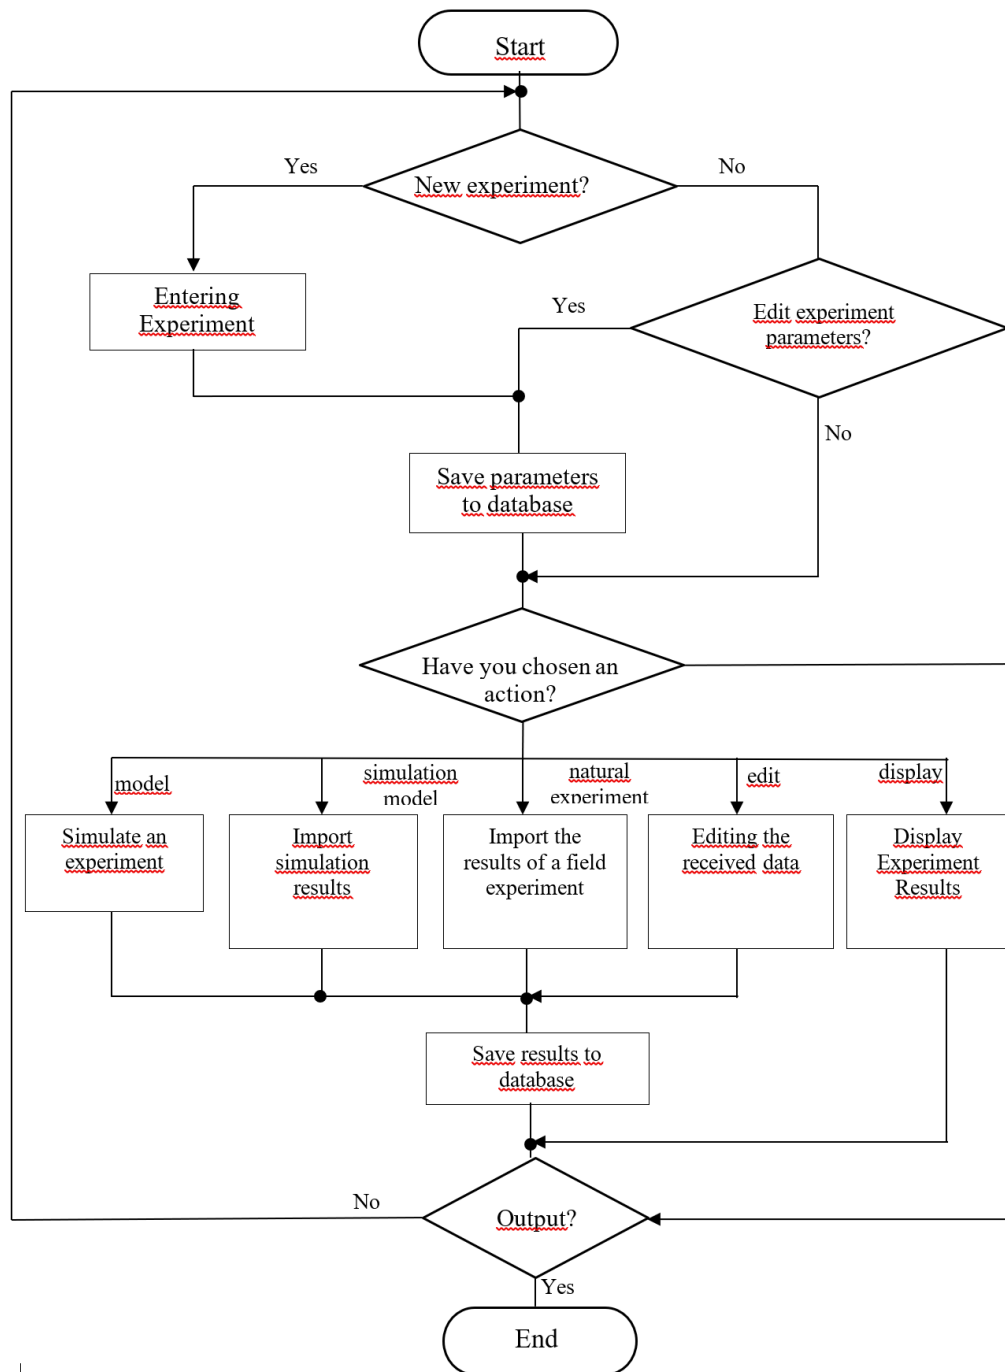 Start
Yes
No
New experiment?
Entering
Experiment
Yes
Edit experiment
parameters?
No
Save parameters
to database
Have you chosen an
action?
model
simulation
model
natural
experiment
edit
display
Simulate an
experiment
Import
simulation
results
Import the
results of a field
experiment
Editing the
received data
Display
Experiment
Results
Save results to
database
No
Output?
Yes
End